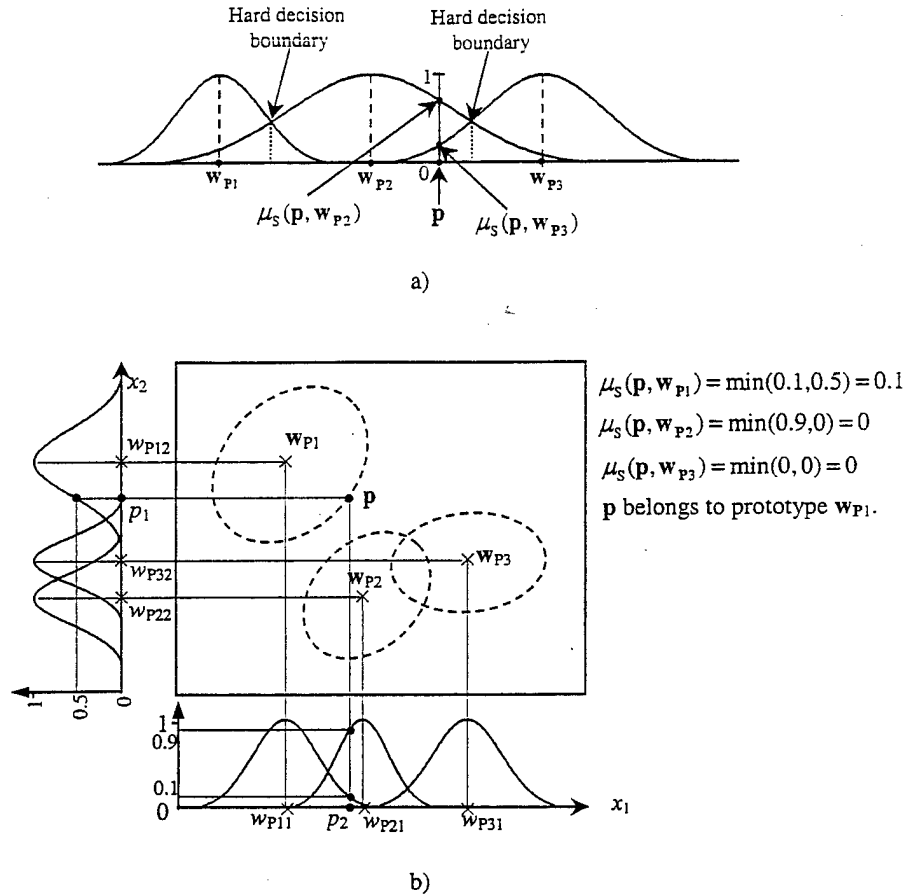 Hard decision
boundary
Hard decision
boundary
1
0
w_P1
w_P2
w_P3
μ_S(p, w_P2)
p
μ_S(p, w_P3)
a)
x_2
w_P12
w_P1
p_1
p
w_P32
w_P3
w_P2
w_P22
1
0.5
0
μ_S(p, w_P1) = min(0.1, 0.5) = 0.1
μ_S(p, w_P2) = min(0.9, 0) = 0
μ_S(p, w_P3) = min(0, 0) = 0
p belongs to prototype w_P1.
1
0.9
0.1
0
w_P11
p_2
w_P21
w_P31
x_1
b)